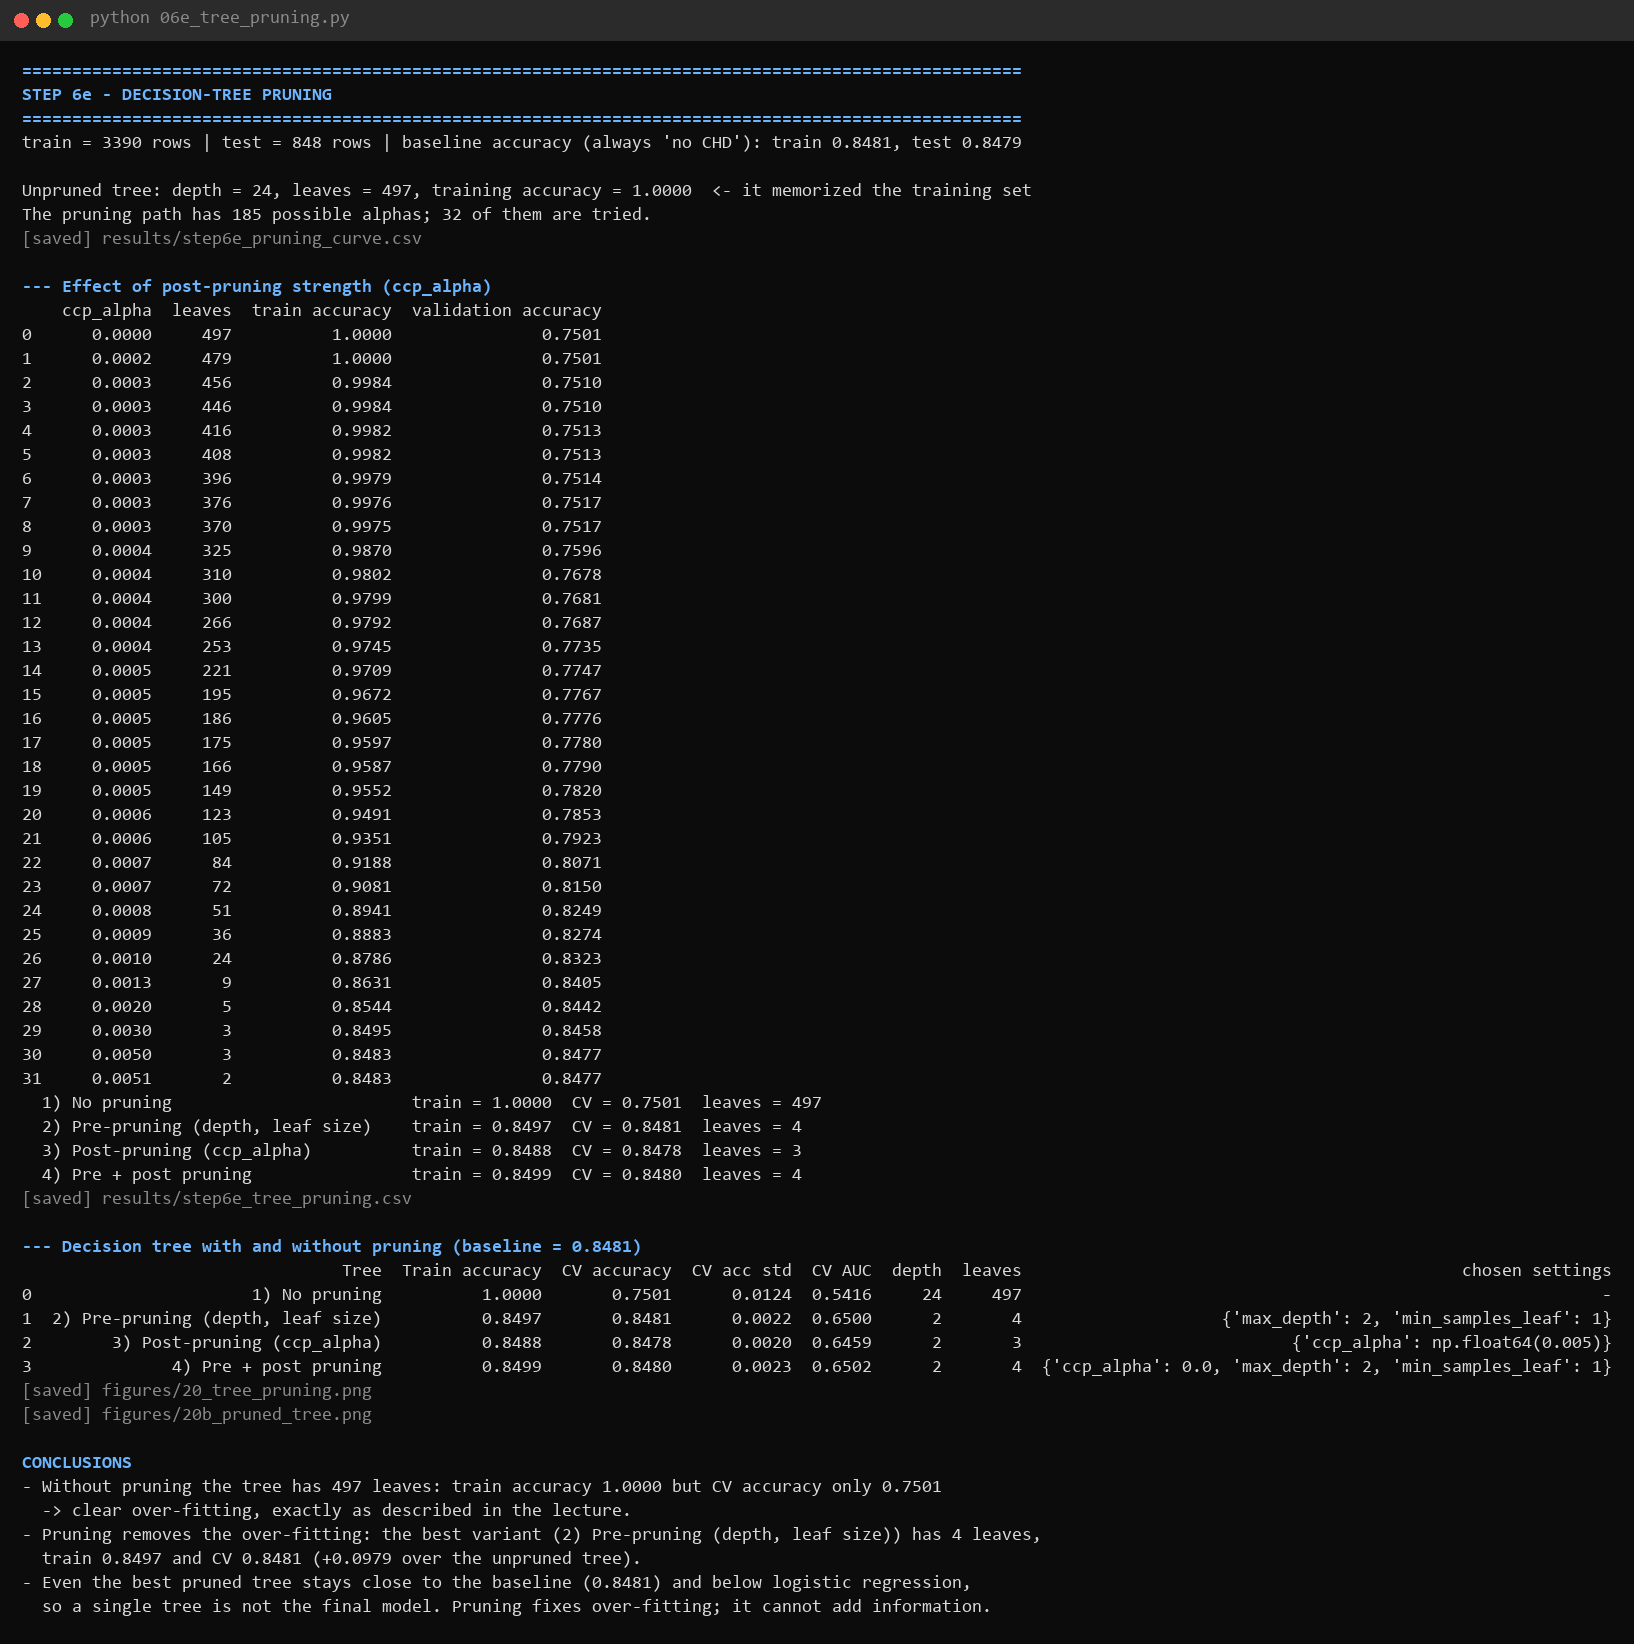 python 06e_tree_pruning.py
====================================================================================================
STEP 6e - DECISION-TREE PRUNING
====================================================================================================
train = 3390 rows | test = 848 rows | baseline accuracy (always 'no CHD'): train 0.8481, test 0.8479

Unpruned tree: depth = 24, leaves = 497, training accuracy = 1.0000  <- it memorized the training set
The pruning path has 185 possible alphas; 32 of them are tried.
[saved] results/step6e_pruning_curve.csv

--- Effect of post-pruning strength (ccp_alpha)
    ccp_alpha  leaves  train accuracy  validation accuracy
0      0.0000     497          1.0000               0.7501
1      0.0002     479          1.0000               0.7501
2      0.0003     456          0.9984               0.7510
3      0.0003     446          0.9984               0.7510
4      0.0003     416          0.9982               0.7513
5      0.0003     408          0.9982               0.7513
6      0.0003     396          0.9979               0.7514
7      0.0003     376          0.9976               0.7517
8      0.0003     370          0.9975               0.7517
9      0.0004     325          0.9870               0.7596
10     0.0004     310          0.9802               0.7678
11     0.0004     300          0.9799               0.7681
12     0.0004     266          0.9792               0.7687
13     0.0004     253          0.9745               0.7735
14     0.0005     221          0.9709               0.7747
15     0.0005     195          0.9672               0.7767
16     0.0005     186          0.9605               0.7776
17     0.0005     175          0.9597               0.7780
18     0.0005     166          0.9587               0.7790
19     0.0005     149          0.9552               0.7820
20     0.0006     123          0.9491               0.7853
21     0.0006     105          0.9351               0.7923
22     0.0007      84          0.9188               0.8071
23     0.0007      72          0.9081               0.8150
24     0.0008      51          0.8941               0.8249
25     0.0009      36          0.8883               0.8274
26     0.0010      24          0.8786               0.8323
27     0.0013       9          0.8631               0.8405
28     0.0020       5          0.8544               0.8442
29     0.0030       3          0.8495               0.8458
30     0.0050       3          0.8483               0.8477
31     0.0051       2          0.8483               0.8477
  1) No pruning                        train = 1.0000  CV = 0.7501  leaves = 497
  2) Pre-pruning (depth, leaf size)    train = 0.8497  CV = 0.8481  leaves = 4
  3) Post-pruning (ccp_alpha)          train = 0.8488  CV = 0.8478  leaves = 3
  4) Pre + post pruning                train = 0.8499  CV = 0.8480  leaves = 4
[saved] results/step6e_tree_pruning.csv

--- Decision tree with and without pruning (baseline = 0.8481)
                                Tree  Train accuracy  CV accuracy  CV acc std  CV AUC  depth  leaves                                            chosen settings
0                      1) No pruning          1.0000       0.7501      0.0124  0.5416     24     497                                                          -
1  2) Pre-pruning (depth, leaf size)          0.8497       0.8481      0.0022  0.6500      2       4                    {'max_depth': 2, 'min_samples_leaf': 1}
2        3) Post-pruning (ccp_alpha)          0.8488       0.8478      0.0020  0.6459      2       3                           {'ccp_alpha': np.float64(0.005)}
3              4) Pre + post pruning          0.8499       0.8480      0.0023  0.6502      2       4  {'ccp_alpha': 0.0, 'max_depth': 2, 'min_samples_leaf': 1}
[saved] figures/20_tree_pruning.png
[saved] figures/20b_pruned_tree.png

CONCLUSIONS
- Without pruning the tree has 497 leaves: train accuracy 1.0000 but CV accuracy only 0.7501
  -> clear over-fitting, exactly as described in the lecture.
- Pruning removes the over-fitting: the best variant (2) Pre-pruning (depth, leaf size)) has 4 leaves,
  train 0.8497 and CV 0.8481 (+0.0979 over the unpruned tree).
- Even the best pruned tree stays close to the baseline (0.8481) and below logistic regression,
  so a single tree is not the final model. Pruning fixes over-fitting; it cannot add information.